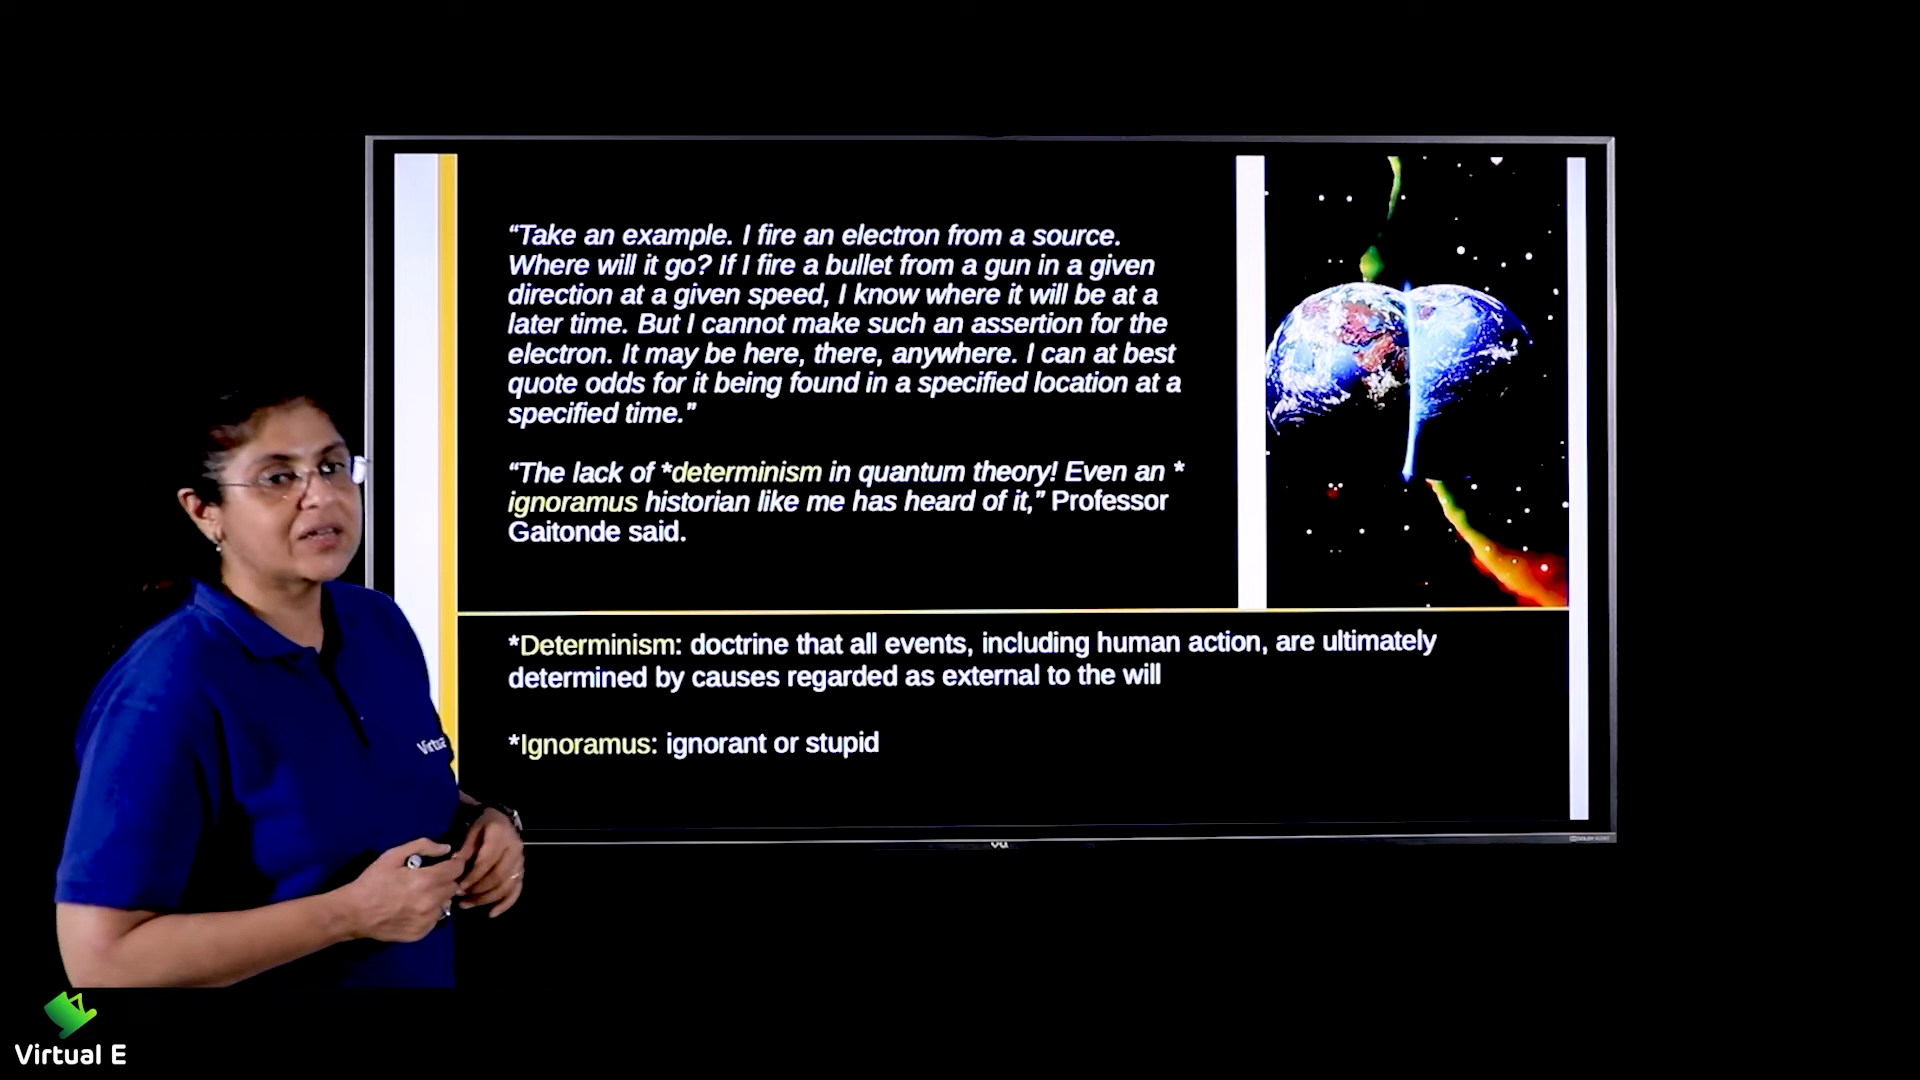 “Take an example. I fire an electron from a source.
Where will it go? If I fire a bullet from a gun in a given
direction at a given speed, I know where it will be at a
later time. But I cannot make such an assertion for the
electron. It may be here, there, anywhere. I can at best
quote odds for it being found in a specified location at a
specified time."
“The lack of *determinism in quantum theory! Even an *
ignoramus historian like me has heard of it,” Professor
Gaitonde said.
*Determinism: doctrine that all events, including human action, are ultimately
determined by causes regarded as external to the will
*Ignoramus: ignorant or stupid
Virtual
Vu
Virtual E